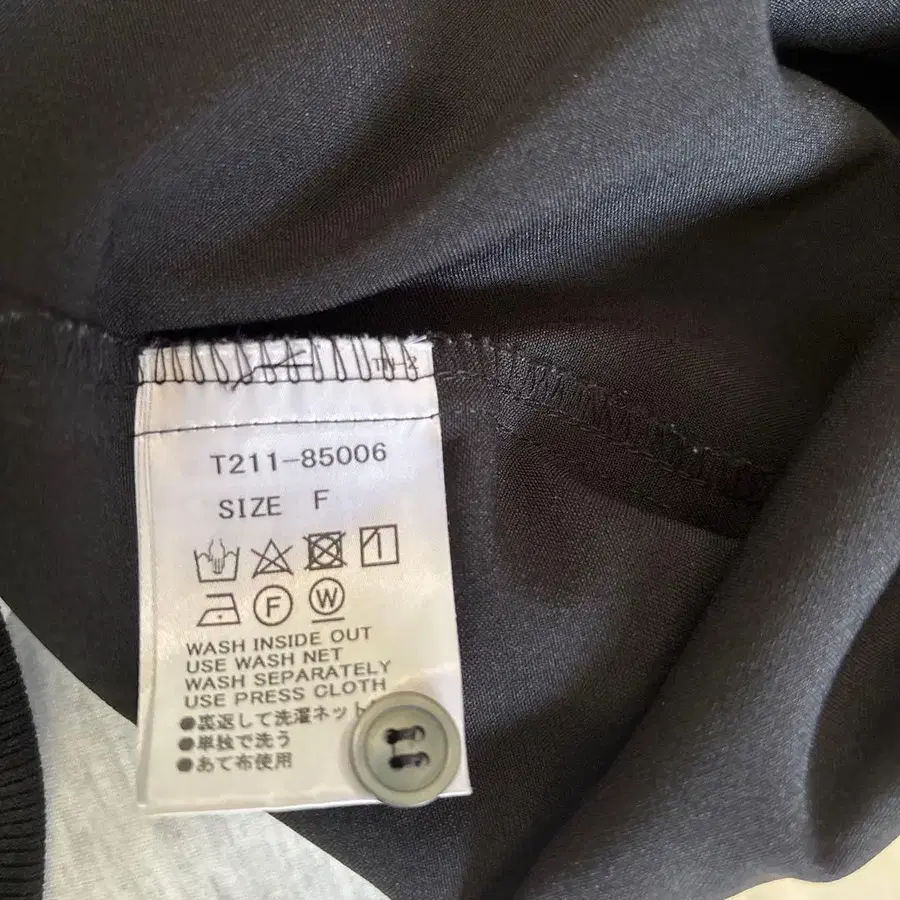 T211-85006
SIZE F
F W
WASH INSIDE OUT
USE WASH NET
WASH SEPARATELY
USE PRESS CLOTH
●裏返して洗濯ネット
●単独で洗う
●あて布使用